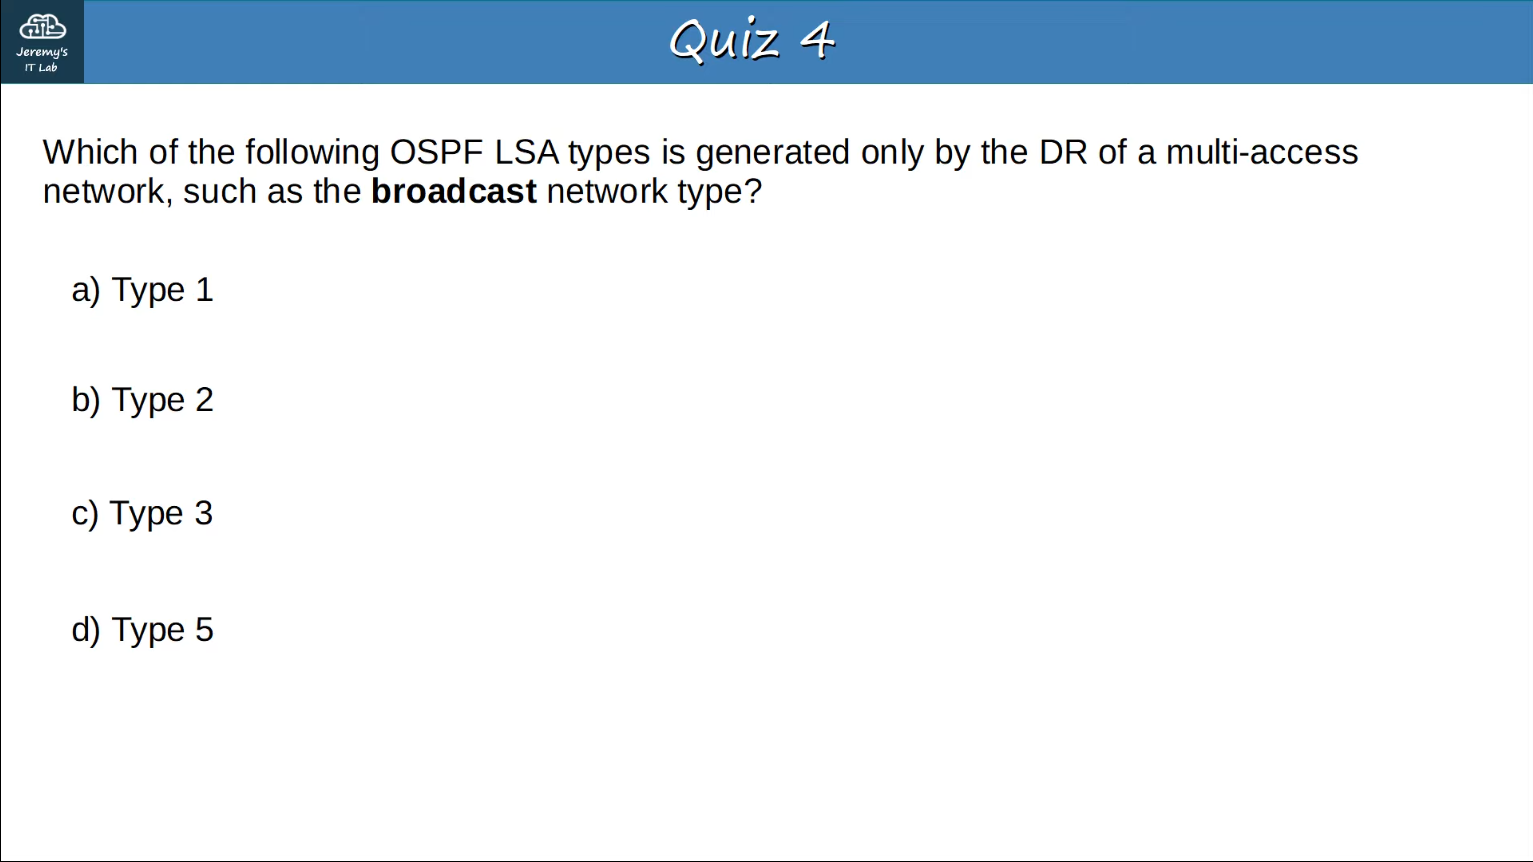 Jeremy's
IT Lab
Quiz 4
Which of the following OSPF LSA types is generated only by the DR of a multi-access
network, such as the broadcast network type?
a) Type 1
b) Type 2
c) Type 3
d) Type 5